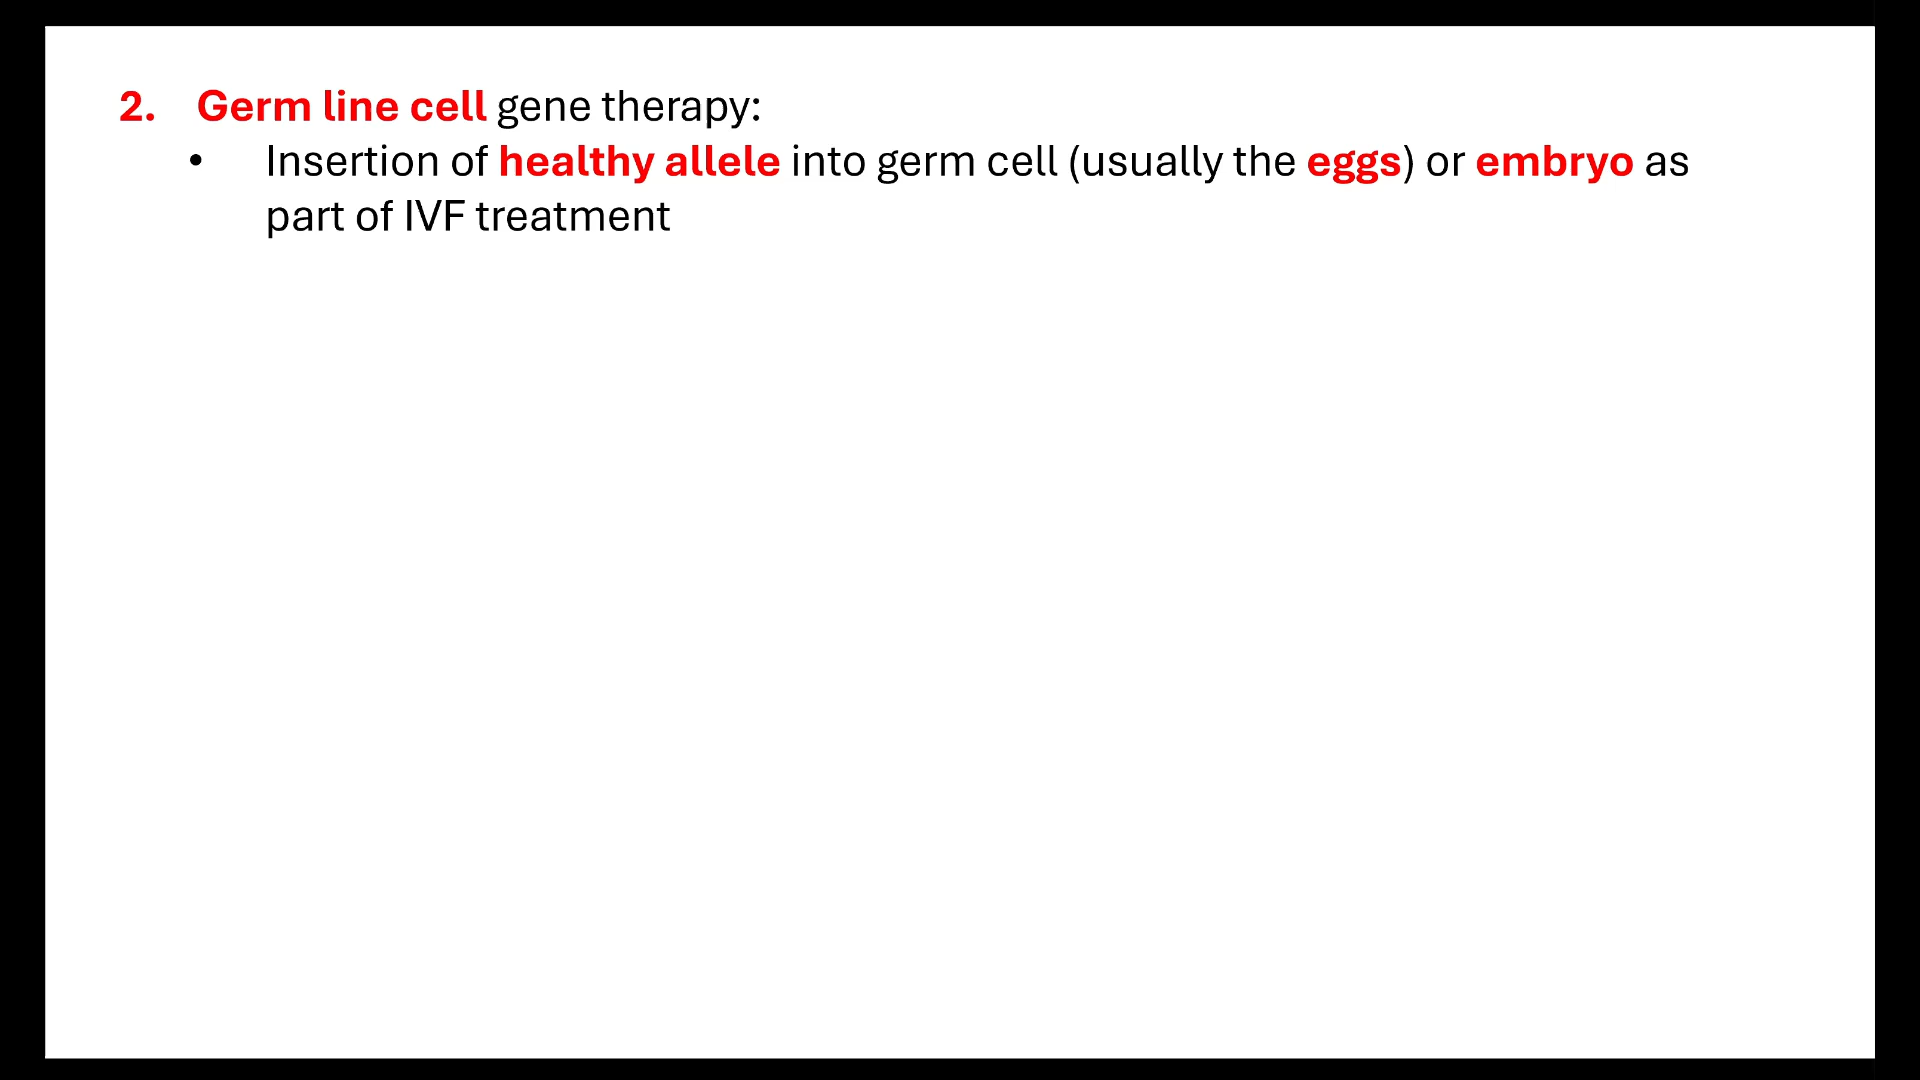 2. Germ line cell gene therapy:
• Insertion of healthy allele into germ cell (usually the eggs) or embryo as
part of IVF treatment